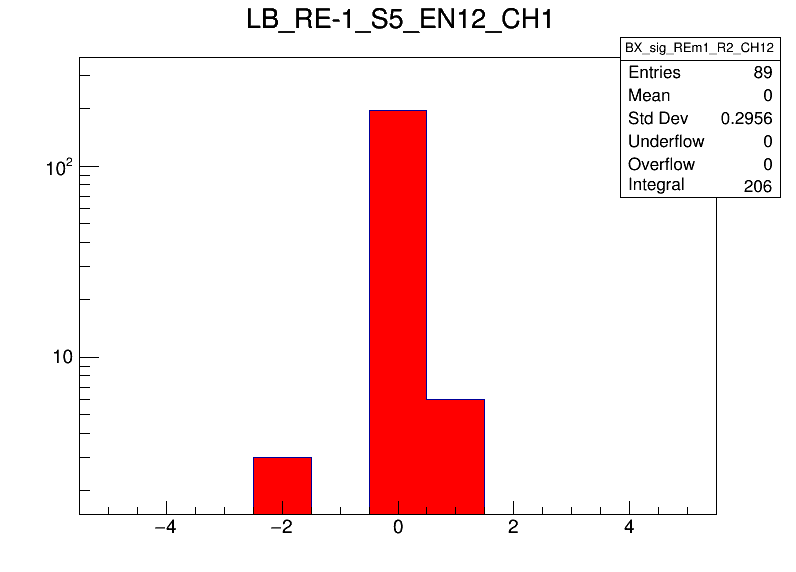 LB_RE-1_S5_EN12_CH1
BX_sig_REm1_R2_CH12
Entries 89
Mean 0
Std Dev 0.2956
Underflow 0
Overflow 0
Integral 206
10²
10
−4 −2 0 2 4